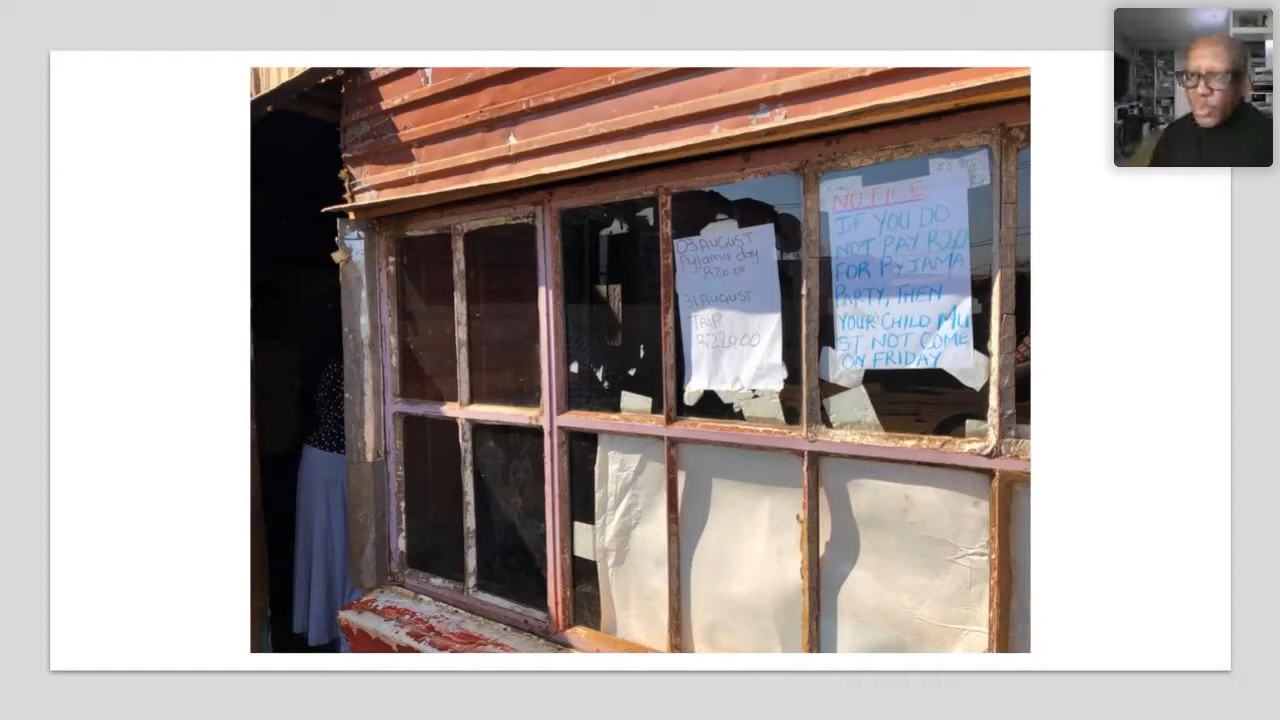 03 AUGUST
Pyjama day
R20.00
31 AUGUST
TRIP
R220.00
NOTICE
IF YOU DO
NOT PAY R20
FOR PYJAMA
PARTY, THEN
YOUR CHILD MU
ST NOT COME
ON FRIDAY